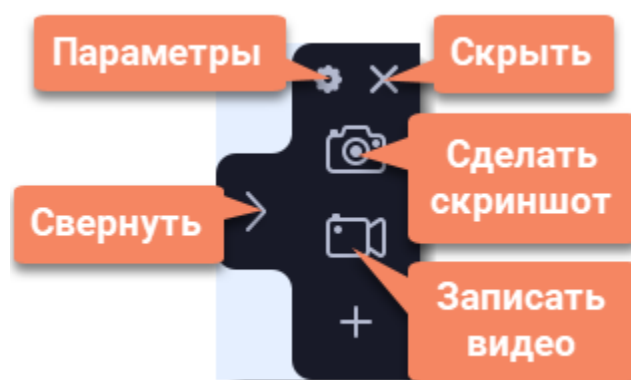 Параметры
Скрыть
Сделать
скриншот
Свернуть
Записать
видео